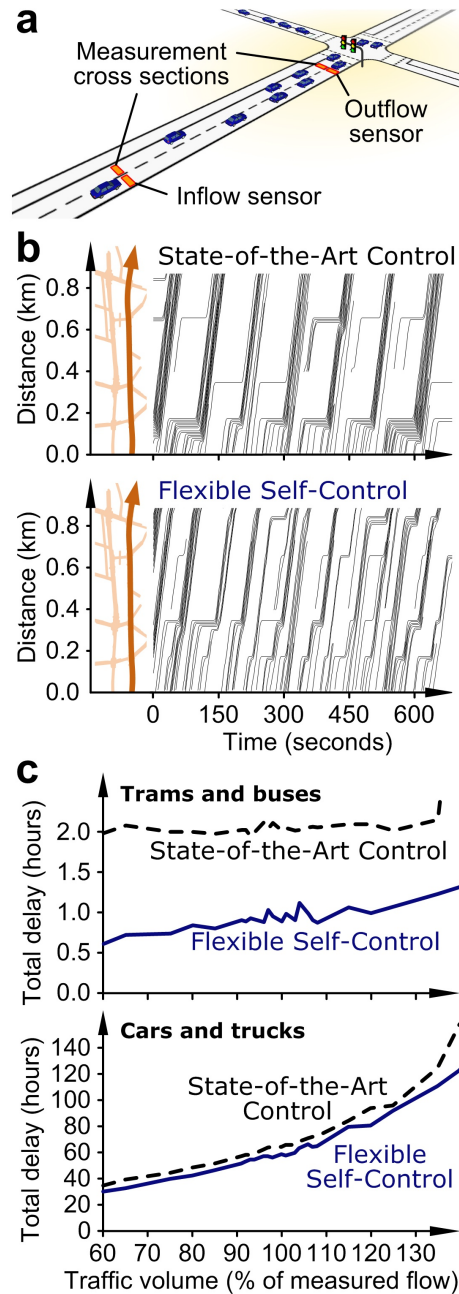 a
Measurement
cross sections
Outflow
sensor
Inflow sensor
b
State-of-the-Art Control
Distance (km)
0.8
0.6
0.4
0.2
0.0
Flexible Self-Control
Distance (km)
0.8
0.6
0.4
0.2
0.0
0 150 300 450 600
Time (seconds)
c
Trams and buses
Total delay (hours)
2.0
1.5
1.0
0.5
0.0
State-of-the-Art Control
Flexible Self-Control
Cars and trucks
Total delay (hours)
140
120
100
80
60
40
20
0
State-of-the-Art
Control
Flexible
Self-Control
60 70 80 90 100 110 120 130
Traffic volume (% of measured flow)